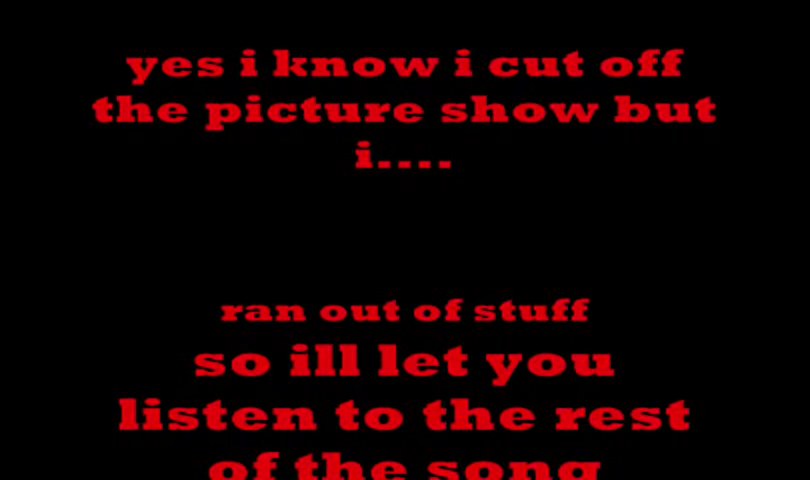 yes i know i cut off
the picture show but
i....
ran out of stuff
so ill let you
listen to the rest
of the song